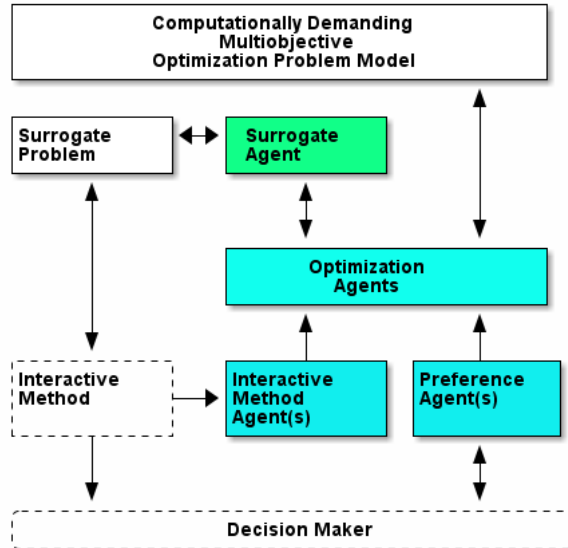 Computationally Demanding
Multiobjective
Optimization Problem Model
Surrogate
Problem
Surrogate
Agent
Optimization
Agents
Interactive
Method
Interactive
Method
Agent(s)
Preference
Agent(s)
Decision Maker